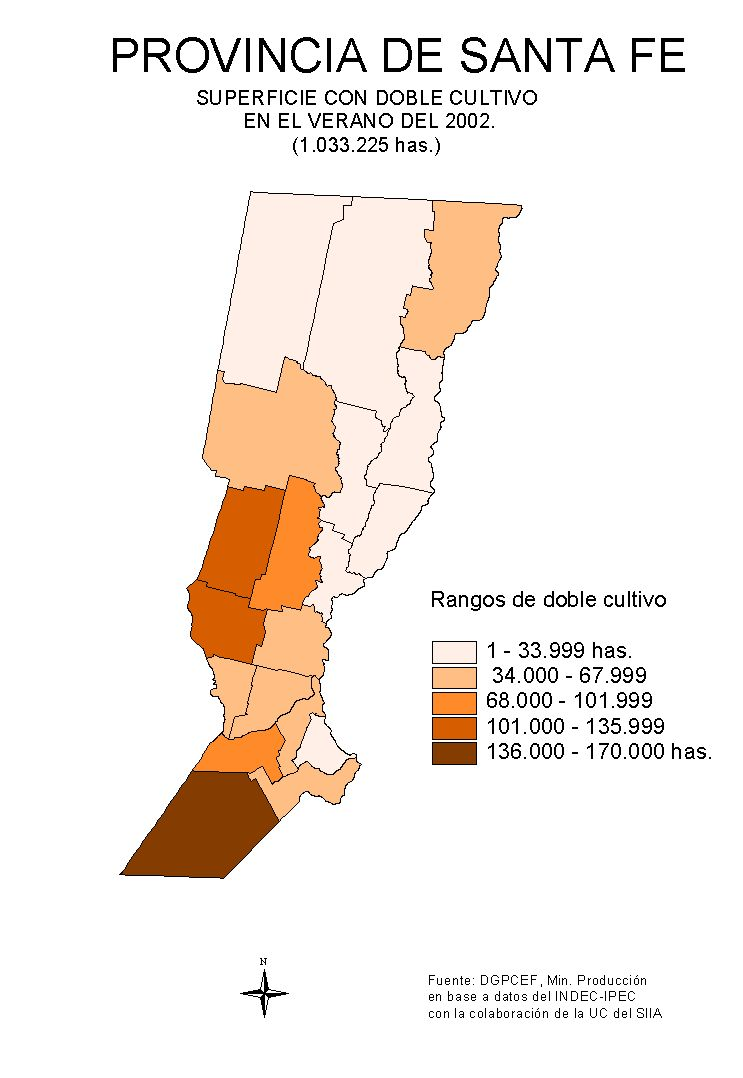 PROVINCIA DE SANTA FE
SUPERFICIE CON DOBLE CULTIVO
EN EL VERANO DEL 2002.
(1.033.225 has.)
Rangos de doble cultivo
1 - 33.999 has.
34.000 - 67.999
68.000 - 101.999
101.000 - 135.999
136.000 - 170.000 has.
N
Fuente: DGPCEF, Min. Producción
en base a datos del INDEC-IPEC
con la colaboración de la UC del SIIA